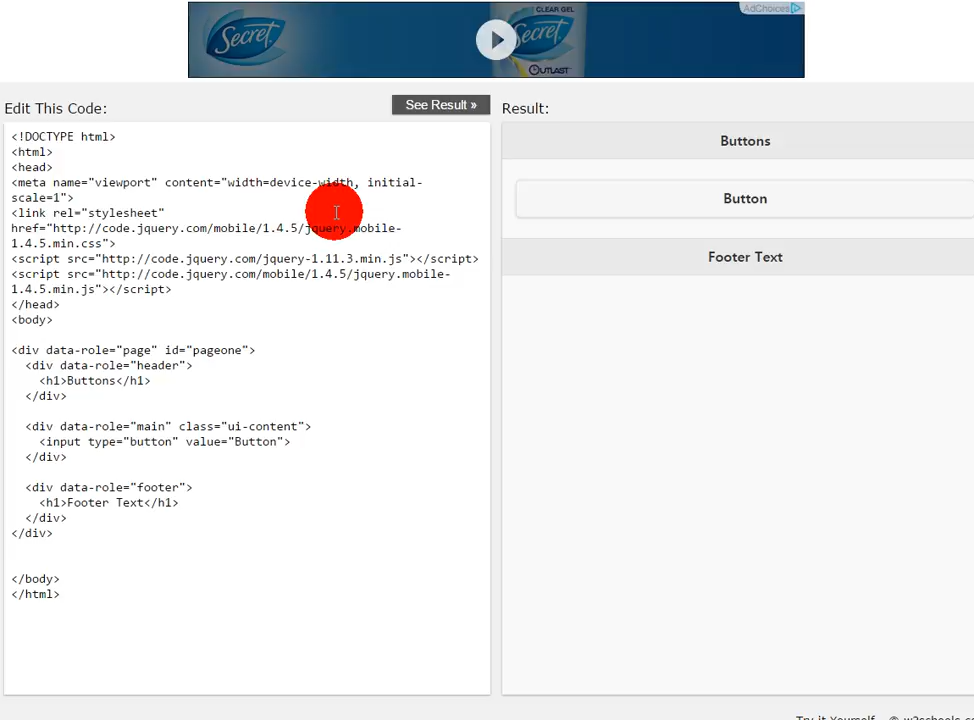 Secret
CLEAR GEL
Secret
OUTLAST
AdChoices
Edit This Code:
See Result »
Result:
<!DOCTYPE html>
<html>
<head>
<meta name="viewport" content="width=device-width, initial-
scale=1">
<link rel="stylesheet"
href="http://code.jquery.com/mobile/1.4.5/jquery.mobile-
1.4.5.min.css">
<script src="http://code.jquery.com/jquery-1.11.3.min.js"></script>
<script src="http://code.jquery.com/mobile/1.4.5/jquery.mobile-
1.4.5.min.js"></script>
</head>
<body>
<div data-role="page" id="pageone">
<div data-role="header">
<h1>Buttons</h1>
</div>
<div data-role="main" class="ui-content">
<input type="button" value="Button">
</div>
<div data-role="footer">
<h1>Footer Text</h1>
</div>
</div>
</body>
</html>
Buttons
Button
Footer Text